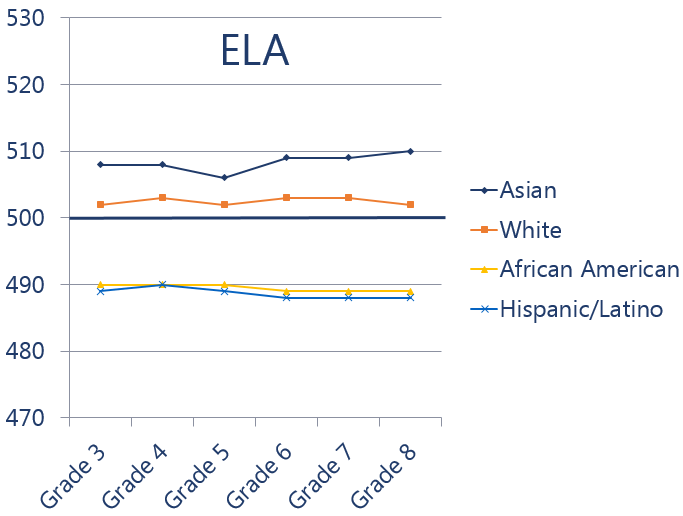 ELA
530
520
510
500
490
480
470
Grade 3
Grade 4
Grade 5
Grade 6
Grade 7
Grade 8
Asian
White
African American
Hispanic/Latino